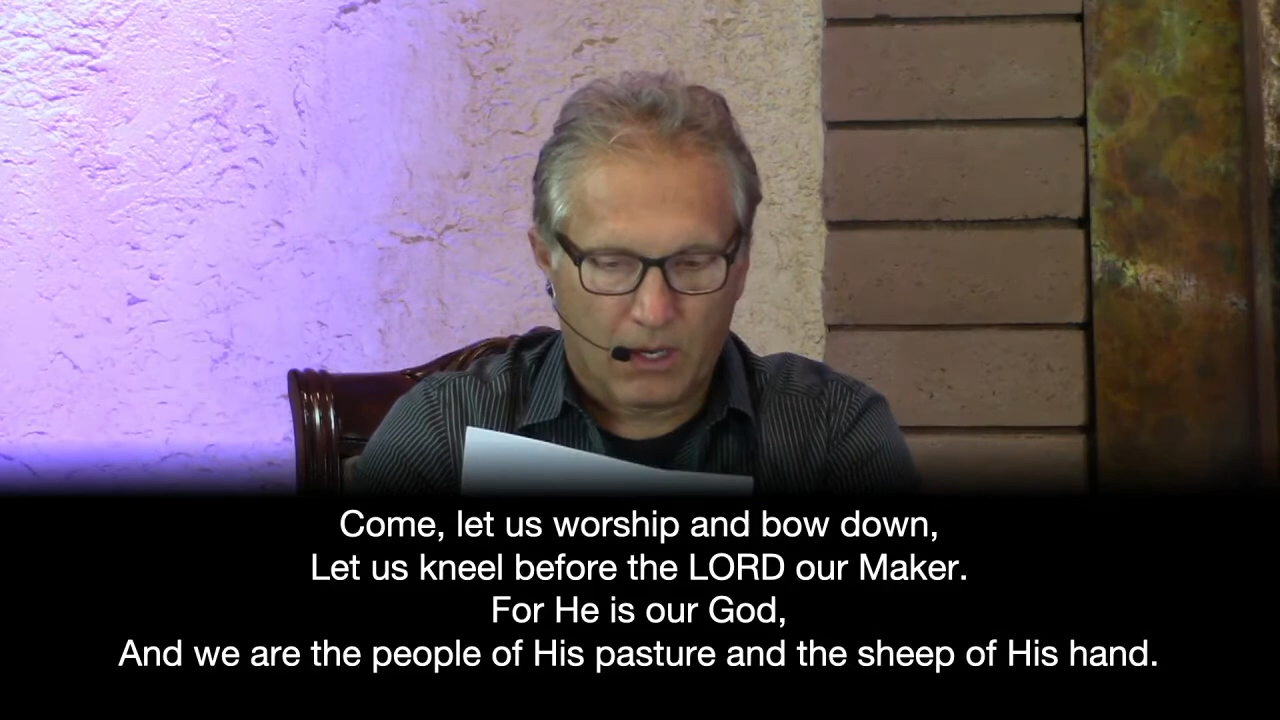 Come, let us worship and bow down,
Let us kneel before the LORD our Maker.
For He is our God,
And we are the people of His pasture and the sheep of His hand.